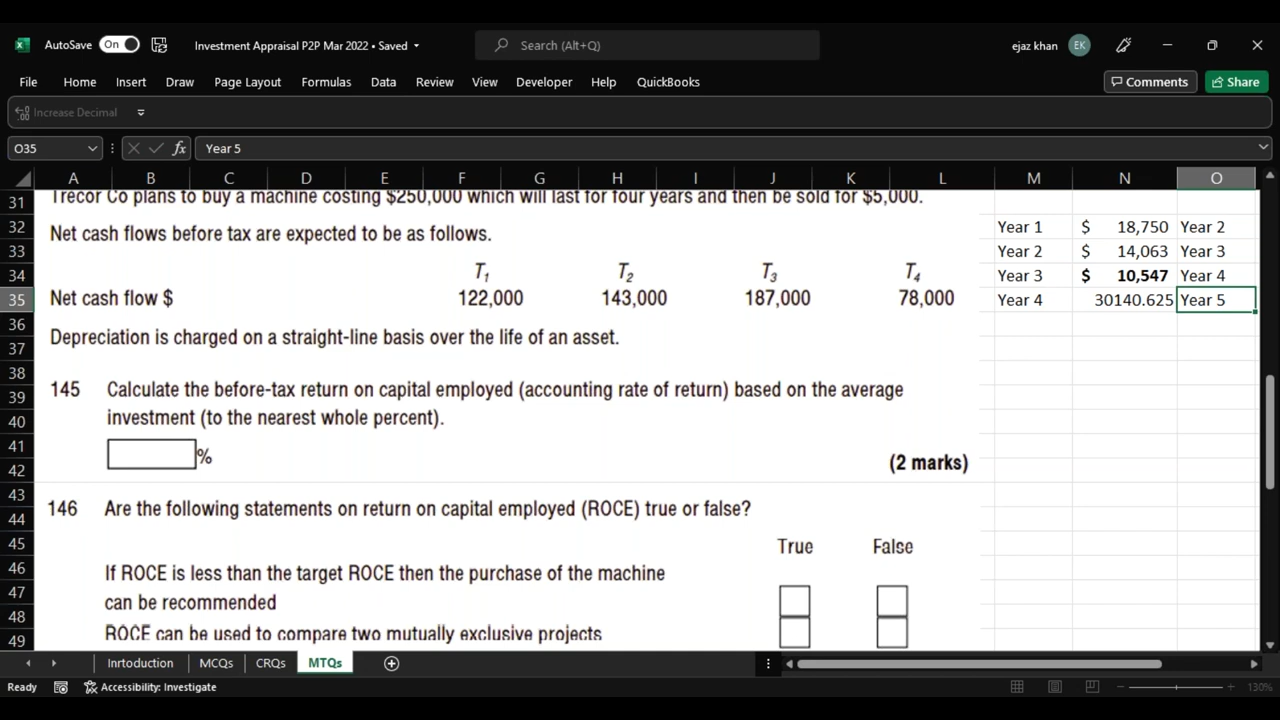 AutoSave On Investment Appraisal P2P Mar 2022 • Saved Search (Alt+Q) ejaz khan EK
File Home Insert Draw Page Layout Formulas Data Review View Developer Help QuickBooks Comments Share
Increase Decimal
O35 fx Year 5
A B C D E F G H I J K L M N O
31 Trecor Co plans to buy a machine costing $250,000 which will last for four years and then be sold for $5,000.
32 Year 1 $ 18,750 Year 2
Net cash flows before tax are expected to be as follows.
33 Year 2 $ 14,063 Year 3
34 T1 T2 T3 T4 Year 3 $ 10,547 Year 4
35 Net cash flow $ 122,000 143,000 187,000 78,000 Year 4 30140.625 Year 5
36
37 Depreciation is charged on a straight-line basis over the life of an asset.
38
39 145 Calculate the before-tax return on capital employed (accounting rate of return) based on the average
40 investment (to the nearest whole percent).
41 %
42 (2 marks)
43
44 146 Are the following statements on return on capital employed (ROCE) true or false?
45 True False
46 If ROCE is less than the target ROCE then the purchase of the machine
47 can be recommended
48
49 ROCE can be used to compare two mutually exclusive projects
Inrtoduction MCQs CRQs MTQs
Ready Accessibility: Investigate 130%